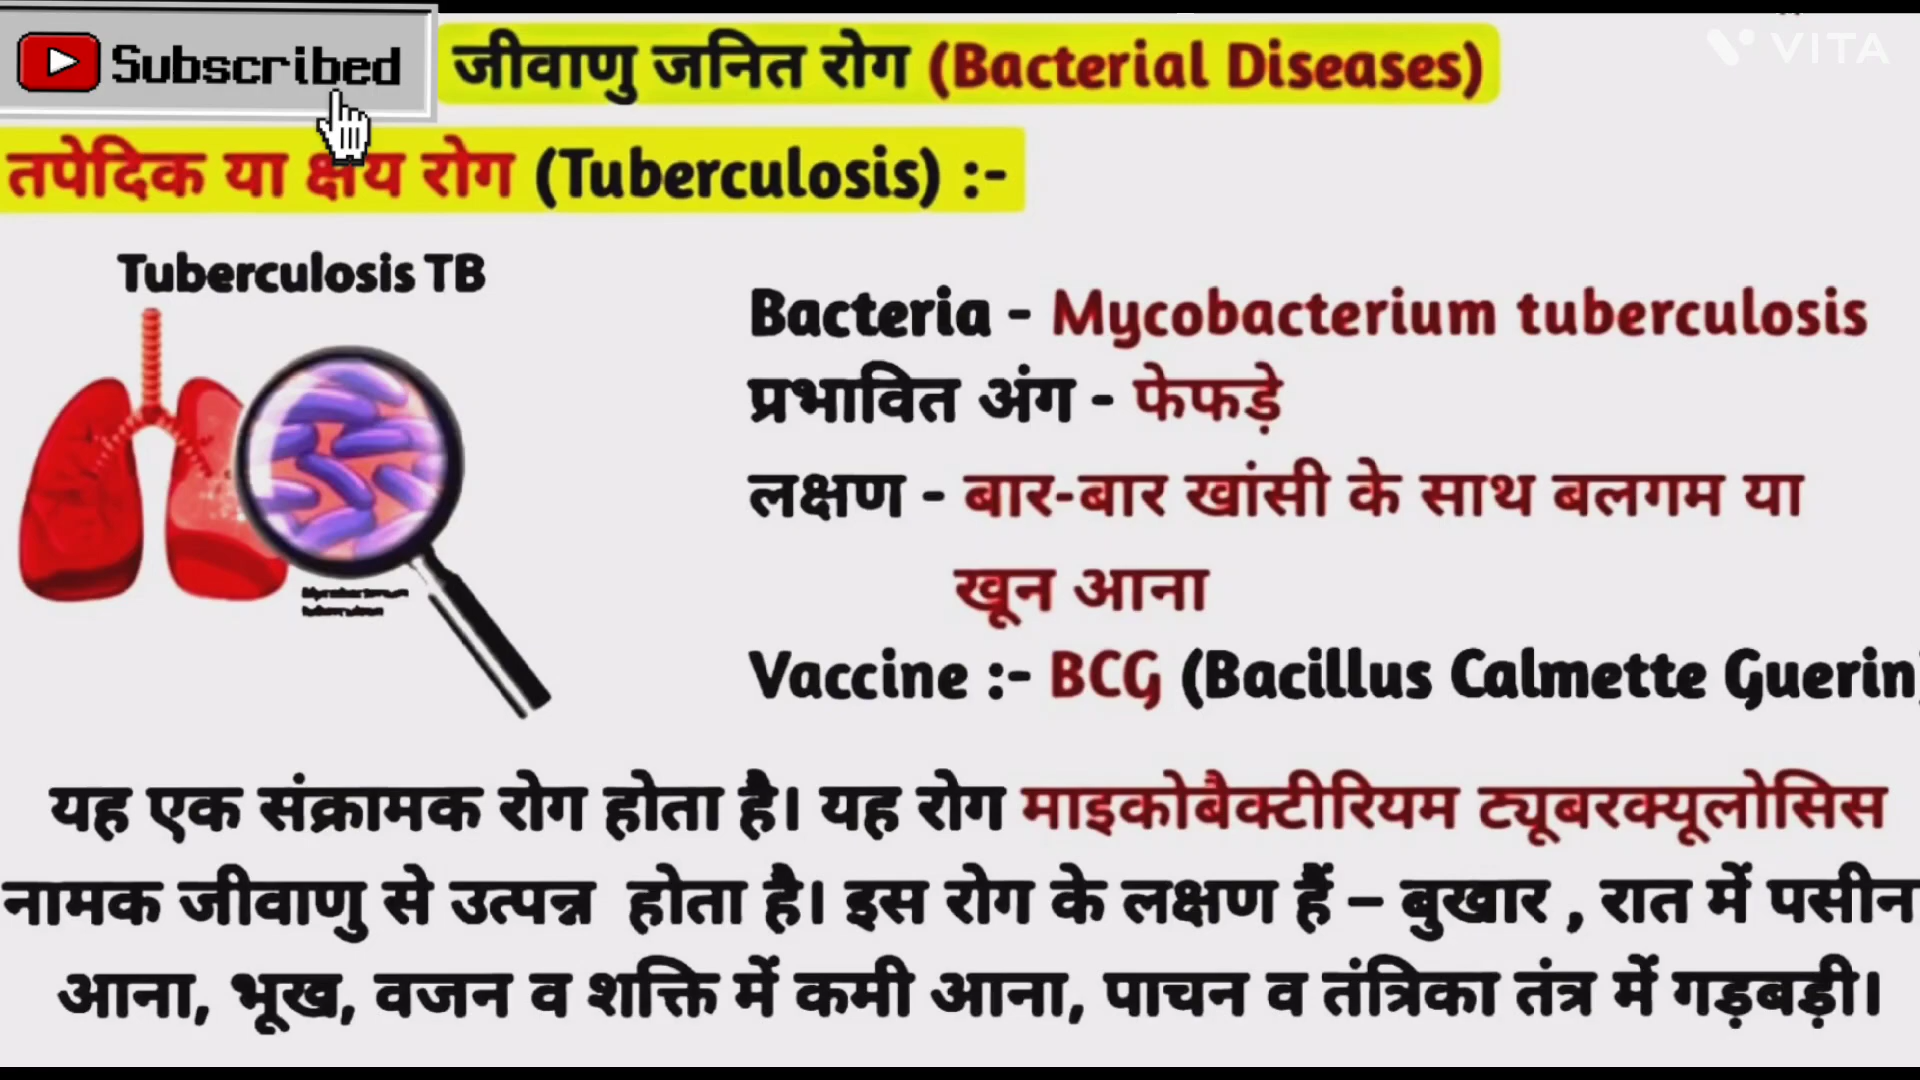 Subscribed
जीवाणु जनित रोग (Bacterial Diseases)
VITA
तपेदिक या क्षय रोग (Tuberculosis) :-
Tuberculosis TB
Bacteria - Mycobacterium tuberculosis
प्रभावित अंग - फेफड़े
लक्षण - बार-बार खांसी के साथ बलगम या
खून आना
Mycobacterium
tuberculosis
Vaccine :- BCG (Bacillus Calmette Guerin)
यह एक संक्रामक रोग होता है। यह रोग माइकोबैक्टीरियम ट्यूबरक्यूलोसिस
नामक जीवाणु से उत्पन्न होता है। इस रोग के लक्षण हैं – बुखार , रात में पसीन
आना, भूख, वजन व शक्ति में कमी आना, पाचन व तंत्रिका तंत्र में गड़बड़ी।